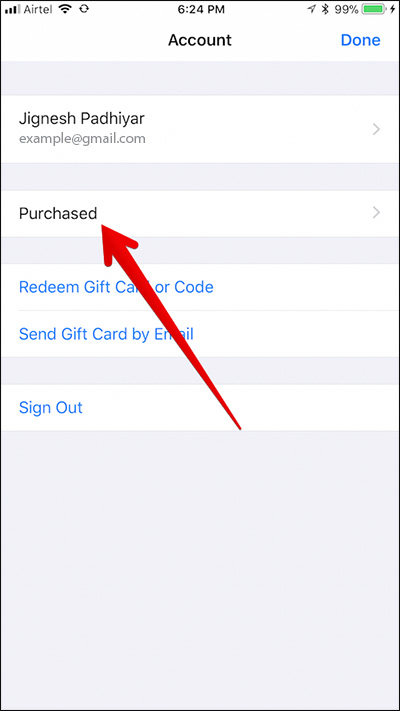 Airtel 6:24 PM 99%
Account Done
Jignesh Padhiyar
example@gmail.com
Purchased
Redeem Gift Card or Code
Send Gift Card by Email
Sign Out